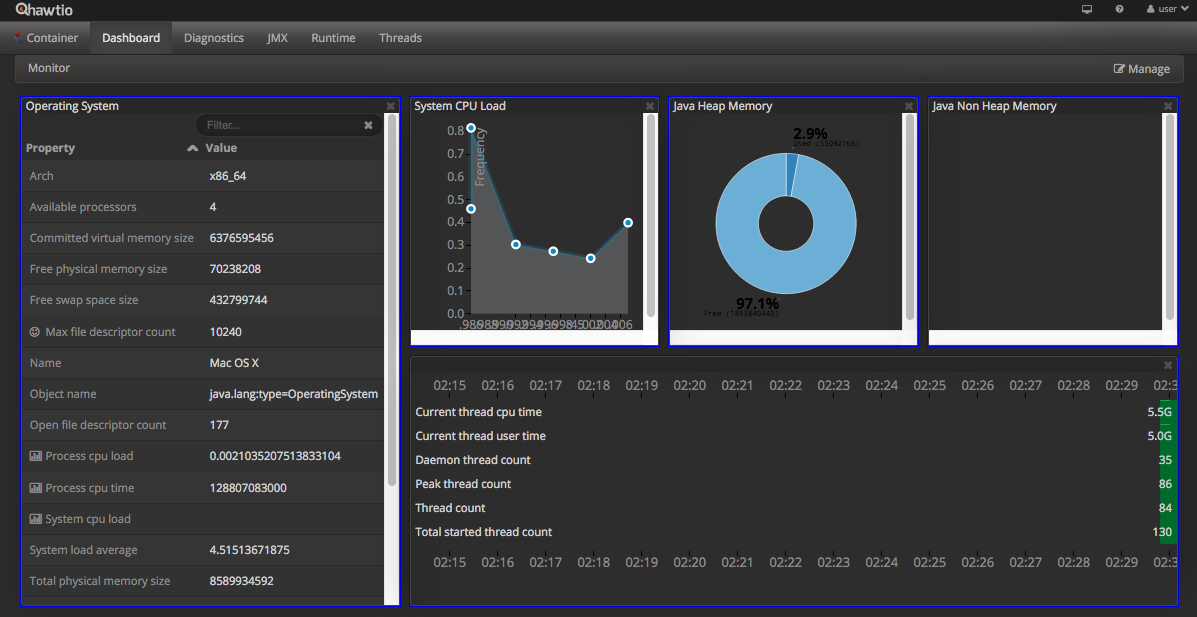 hawtio
user
Container Dashboard Diagnostics JMX Runtime Threads
Monitor
Manage
Operating System
Filter...
Property Value
Arch x86_64
Available processors 4
Committed virtual memory size 6376595456
Free physical memory size 70238208
Free swap space size 432799744
Max file descriptor count 10240
Name Mac OS X
Object name java.lang:type=OperatingSystem
Open file descriptor count 177
Process cpu load 0.0021035207513833104
Process cpu time 128807083000
System cpu load
System load average 4.51513671875
Total physical memory size 8589934592
System CPU Load
Frequency
0.8
0.7
0.6
0.5
0.4
0.3
0.2
0.1
0.0
Java Heap Memory
2.9%
Used (55092168)
97.1%
Free (1853840440)
Java Non Heap Memory
02:15 02:16 02:17 02:18 02:19 02:20 02:21 02:22 02:23 02:24 02:25 02:26 02:27 02:28 02:29 02:3
Current thread cpu time 5.5G
Current thread user time 5.0G
Daemon thread count 35
Peak thread count 86
Thread count 84
Total started thread count 130
02:15 02:16 02:17 02:18 02:19 02:20 02:21 02:22 02:23 02:24 02:25 02:26 02:27 02:28 02:29 02:3